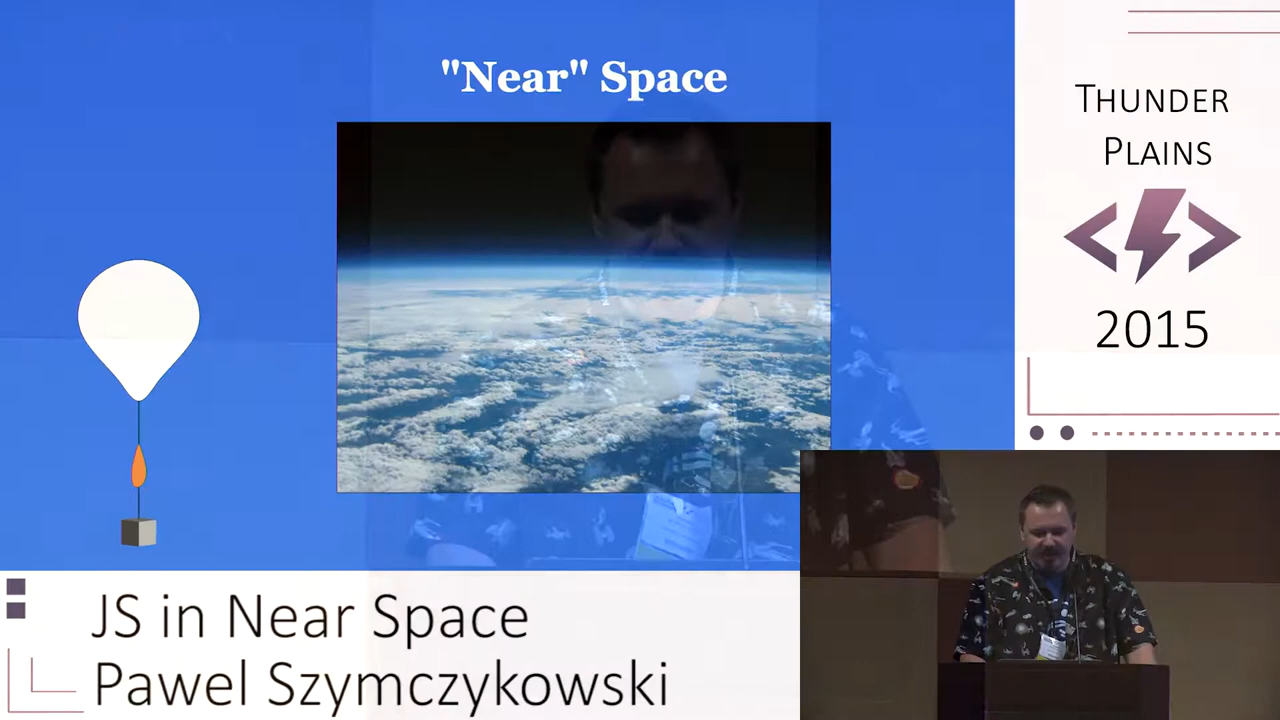 "Near" Space
THUNDER
PLAINS
2015
JS in Near Space
Pawel Szymczykowski